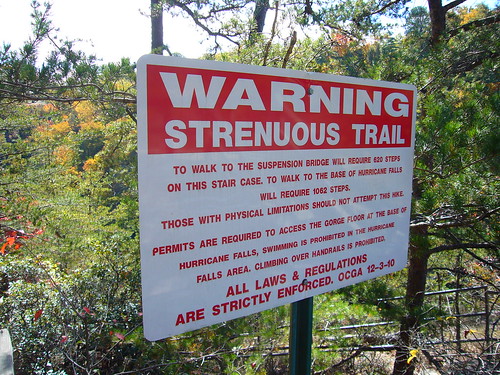 WARNING
STRENUOUS TRAIL
TO WALK TO THE SUSPENSION BRIDGE WILL REQUIRE 620 STEPS
ON THIS STAIR CASE. TO WALK TO THE BASE OF HURRICANE FALLS
WILL REQUIRE 1062 STEPS.
THOSE WITH PHYSICAL LIMITATIONS SHOULD NOT ATTEMPT THIS HIKE.
PERMITS ARE REQUIRED TO ACCESS THE GORGE FLOOR AT THE BASE OF
HURRICANE FALLS, SWIMMING IS PROHIBITED IN THE HURRICANE
FALLS AREA. CLIMBING OVER HANDRAILS IS PROHIBITED.
ALL LAWS & REGULATIONS
ARE STRICTLY ENFORCED. OCGA 12-3-10